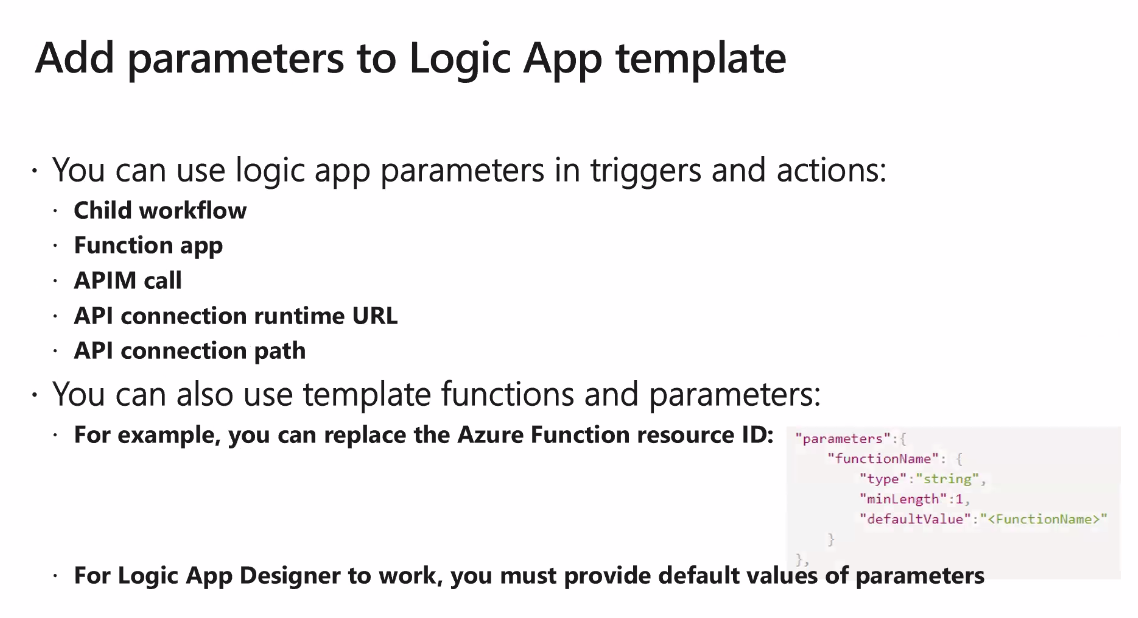 Add parameters to Logic App template
· You can use logic app parameters in triggers and actions:
· Child workflow
· Function app
· APIM call
· API connection runtime URL
· API connection path
· You can also use template functions and parameters:
· For example, you can replace the Azure Function resource ID:
"parameters":{
"functionName": {
"type":"string",
"minLength":1,
"defaultValue":"<FunctionName>"
}
},
· For Logic App Designer to work, you must provide default values of parameters